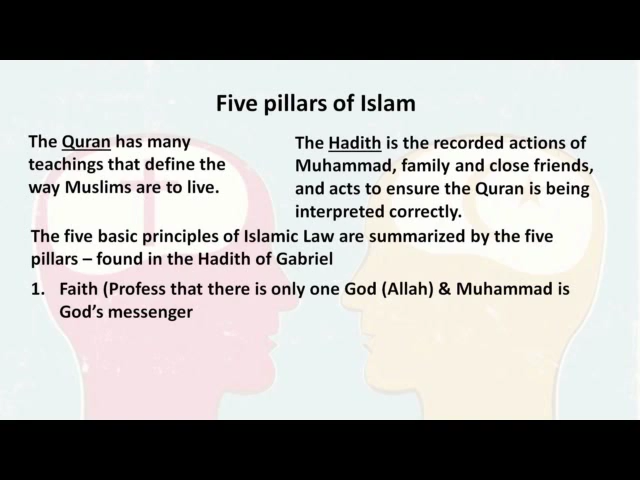 Five pillars of Islam
The Quran has many
teachings that define the
way Muslims are to live.
The Hadith is the recorded actions of
Muhammad, family and close friends,
and acts to ensure the Quran is being
interpreted correctly.
The five basic principles of Islamic Law are summarized by the five
pillars – found in the Hadith of Gabriel
1. Faith (Profess that there is only one God (Allah) & Muhammad is
God's messenger